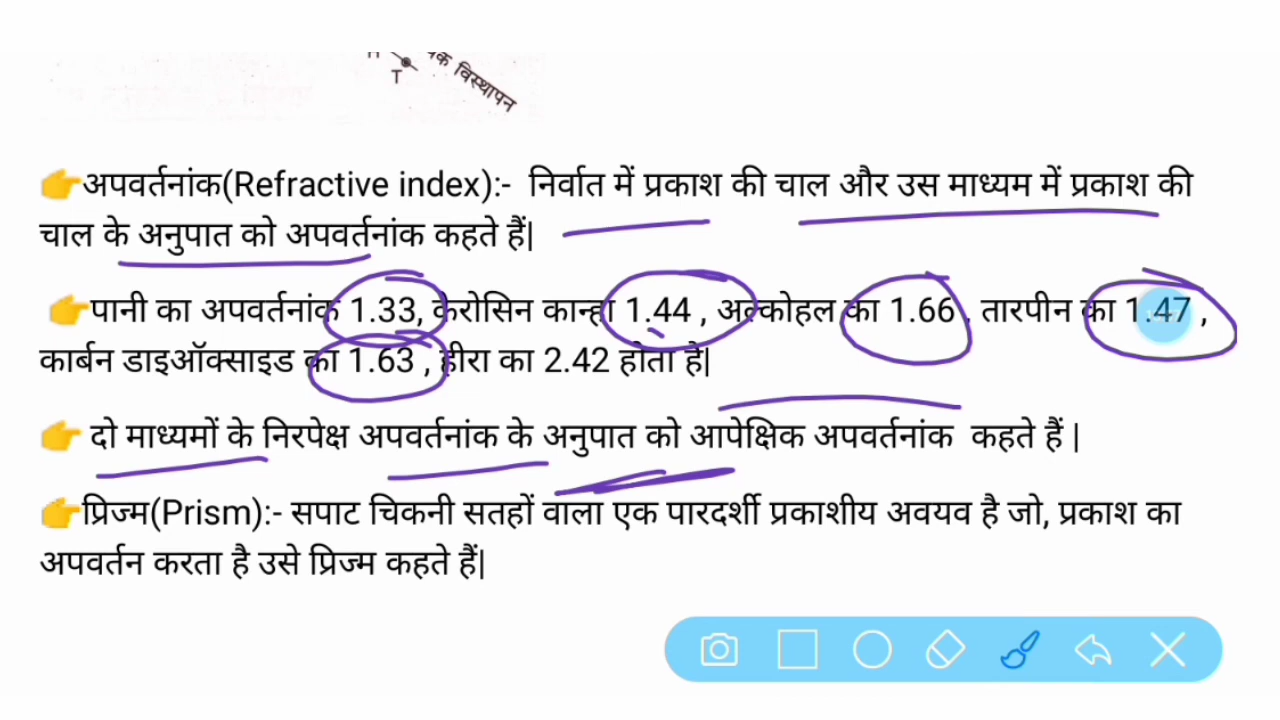 T
विस्थापन
👉अपवर्तनांक(Refractive index):- निर्वात में प्रकाश की चाल और उस माध्यम में प्रकाश की
चाल के अनुपात को अपवर्तनांक कहते हैं|
👉पानी का अपवर्तनांक 1.33, केरोसिन कान्हा 1.44 , अल्कोहल का 1.66 , तारपीन का 1.47 ,
कार्बन डाइऑक्साइड का 1.63 , हीरा का 2.42 होता है|
👉 दो माध्यमों के निरपेक्ष अपवर्तनांक के अनुपात को आपेक्षिक अपवर्तनांक कहते हैं |
👉प्रिज्म(Prism):- सपाट चिकनी सतहों वाला एक पारदर्शी प्रकाशीय अवयव है जो, प्रकाश का
अपवर्तन करता है उसे प्रिज्म कहते हैं|